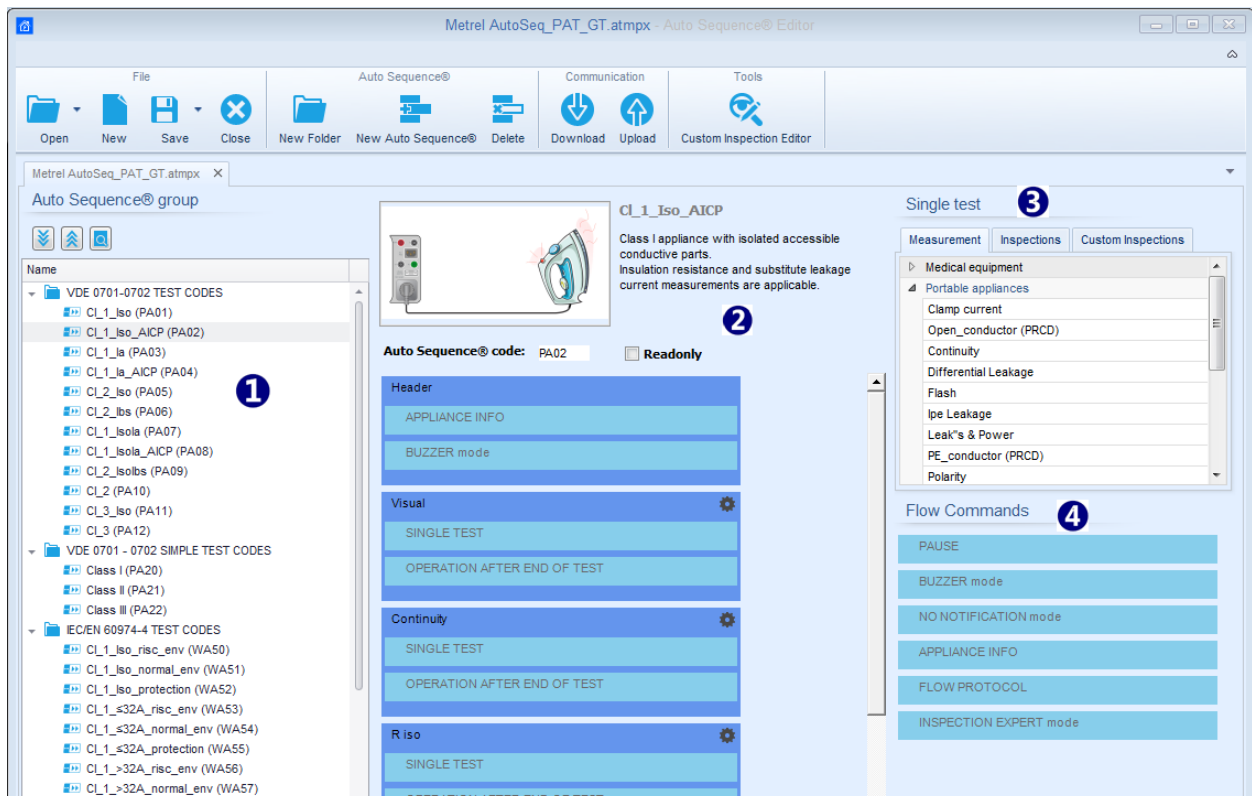 Metrel AutoSeq_PAT_GT.atmpx - Auto Sequence® Editor
File
Auto Sequence®
Communication
Tools
Open
New
Save
Close
New Folder
New Auto Sequence®
Delete
Download
Upload
Custom Inspection Editor
Metrel AutoSeq_PAT_GT.atmpx X
Auto Sequence® group
Name
VDE 0701-0702 TEST CODES
Cl_1_Iso (PA01)
Cl_1_Iso_AICP (PA02)
Cl_1_Ia (PA03)
Cl_1_Ia_AICP (PA04)
Cl_2_Iso (PA05)
Cl_2_Ibs (PA06)
Cl_1_Isola (PA07)
Cl_1_Isola_AICP (PA08)
Cl_2_Isolbs (PA09)
Cl_2 (PA10)
Cl_3_Iso (PA11)
Cl_3 (PA12)
VDE 0701 - 0702 SIMPLE TEST CODES
Class I (PA20)
Class II (PA21)
Class III (PA22)
IEC/EN 60974-4 TEST CODES
Cl_1_Iso_risc_env (WA50)
Cl_1_Iso_normal_env (WA51)
Cl_1_Iso_protection (WA52)
Cl_1_≤32A_risc_env (WA53)
Cl_1_≤32A_normal_env (WA54)
Cl_1_≤32A_protection (WA55)
Cl_1_>32A_risc_env (WA56)
Cl_1_>32A_normal_env (WA57)
1
Cl_1_Iso_AICP
Class I appliance with isolated accessible
conductive parts.
Insulation resistance and substitute leakage
current measurements are applicable.
2
Auto Sequence® code: PA02
Readonly
Header
APPLIANCE INFO
BUZZER mode
Visual
SINGLE TEST
OPERATION AFTER END OF TEST
Continuity
SINGLE TEST
OPERATION AFTER END OF TEST
R iso
SINGLE TEST
OPERATION AFTER END OF TEST
Single test
3
Measurement
Inspections
Custom Inspections
Medical equipment
Portable appliances
Clamp current
Open_conductor (PRCD)
Continuity
Differential Leakage
Flash
Ipe Leakage
Leak"s & Power
PE_conductor (PRCD)
Polarity
Flow Commands
4
PAUSE
BUZZER mode
NO NOTIFICATION mode
APPLIANCE INFO
FLOW PROTOCOL
INSPECTION EXPERT mode